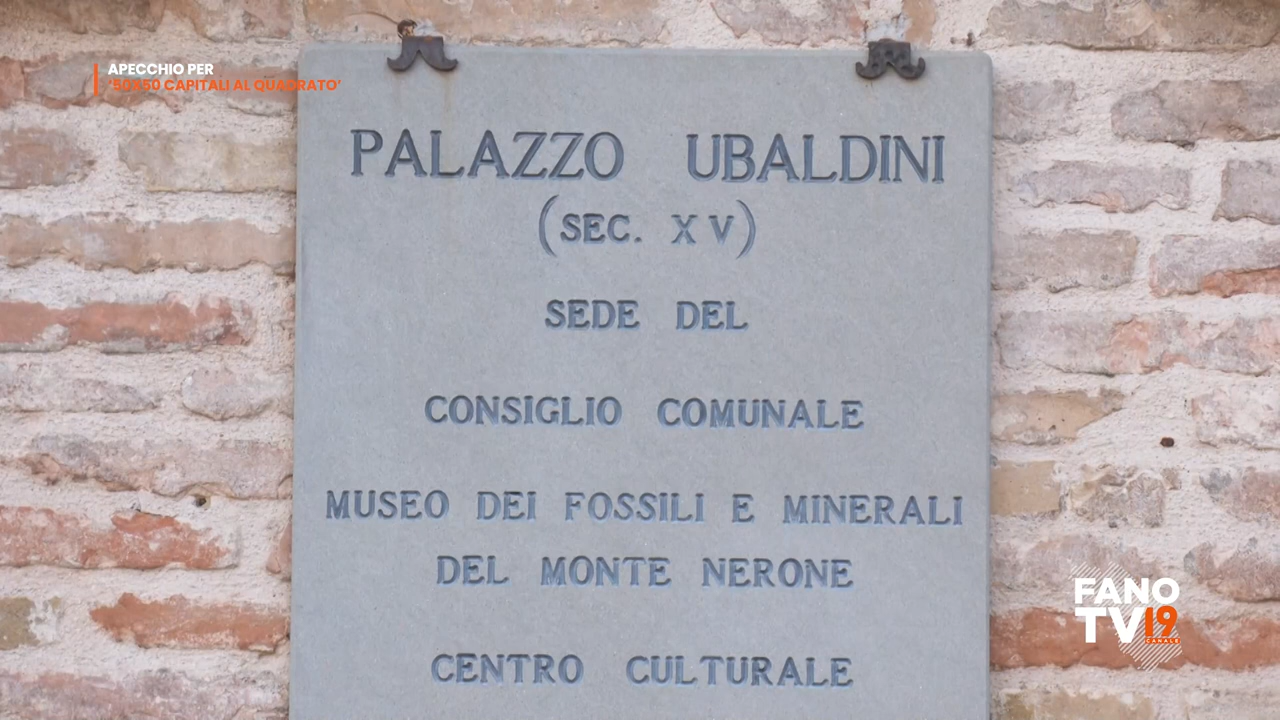 APECCHIO PER
'50X50 CAPITALI AL QUADRATO'
PALAZZO UBALDINI
(SEC. XV)
SEDE DEL
CONSIGLIO COMUNALE
MUSEO DEI FOSSILI E MINERALI
DEL MONTE NERONE
CENTRO CULTURALE
FANO
TV19
CANALE